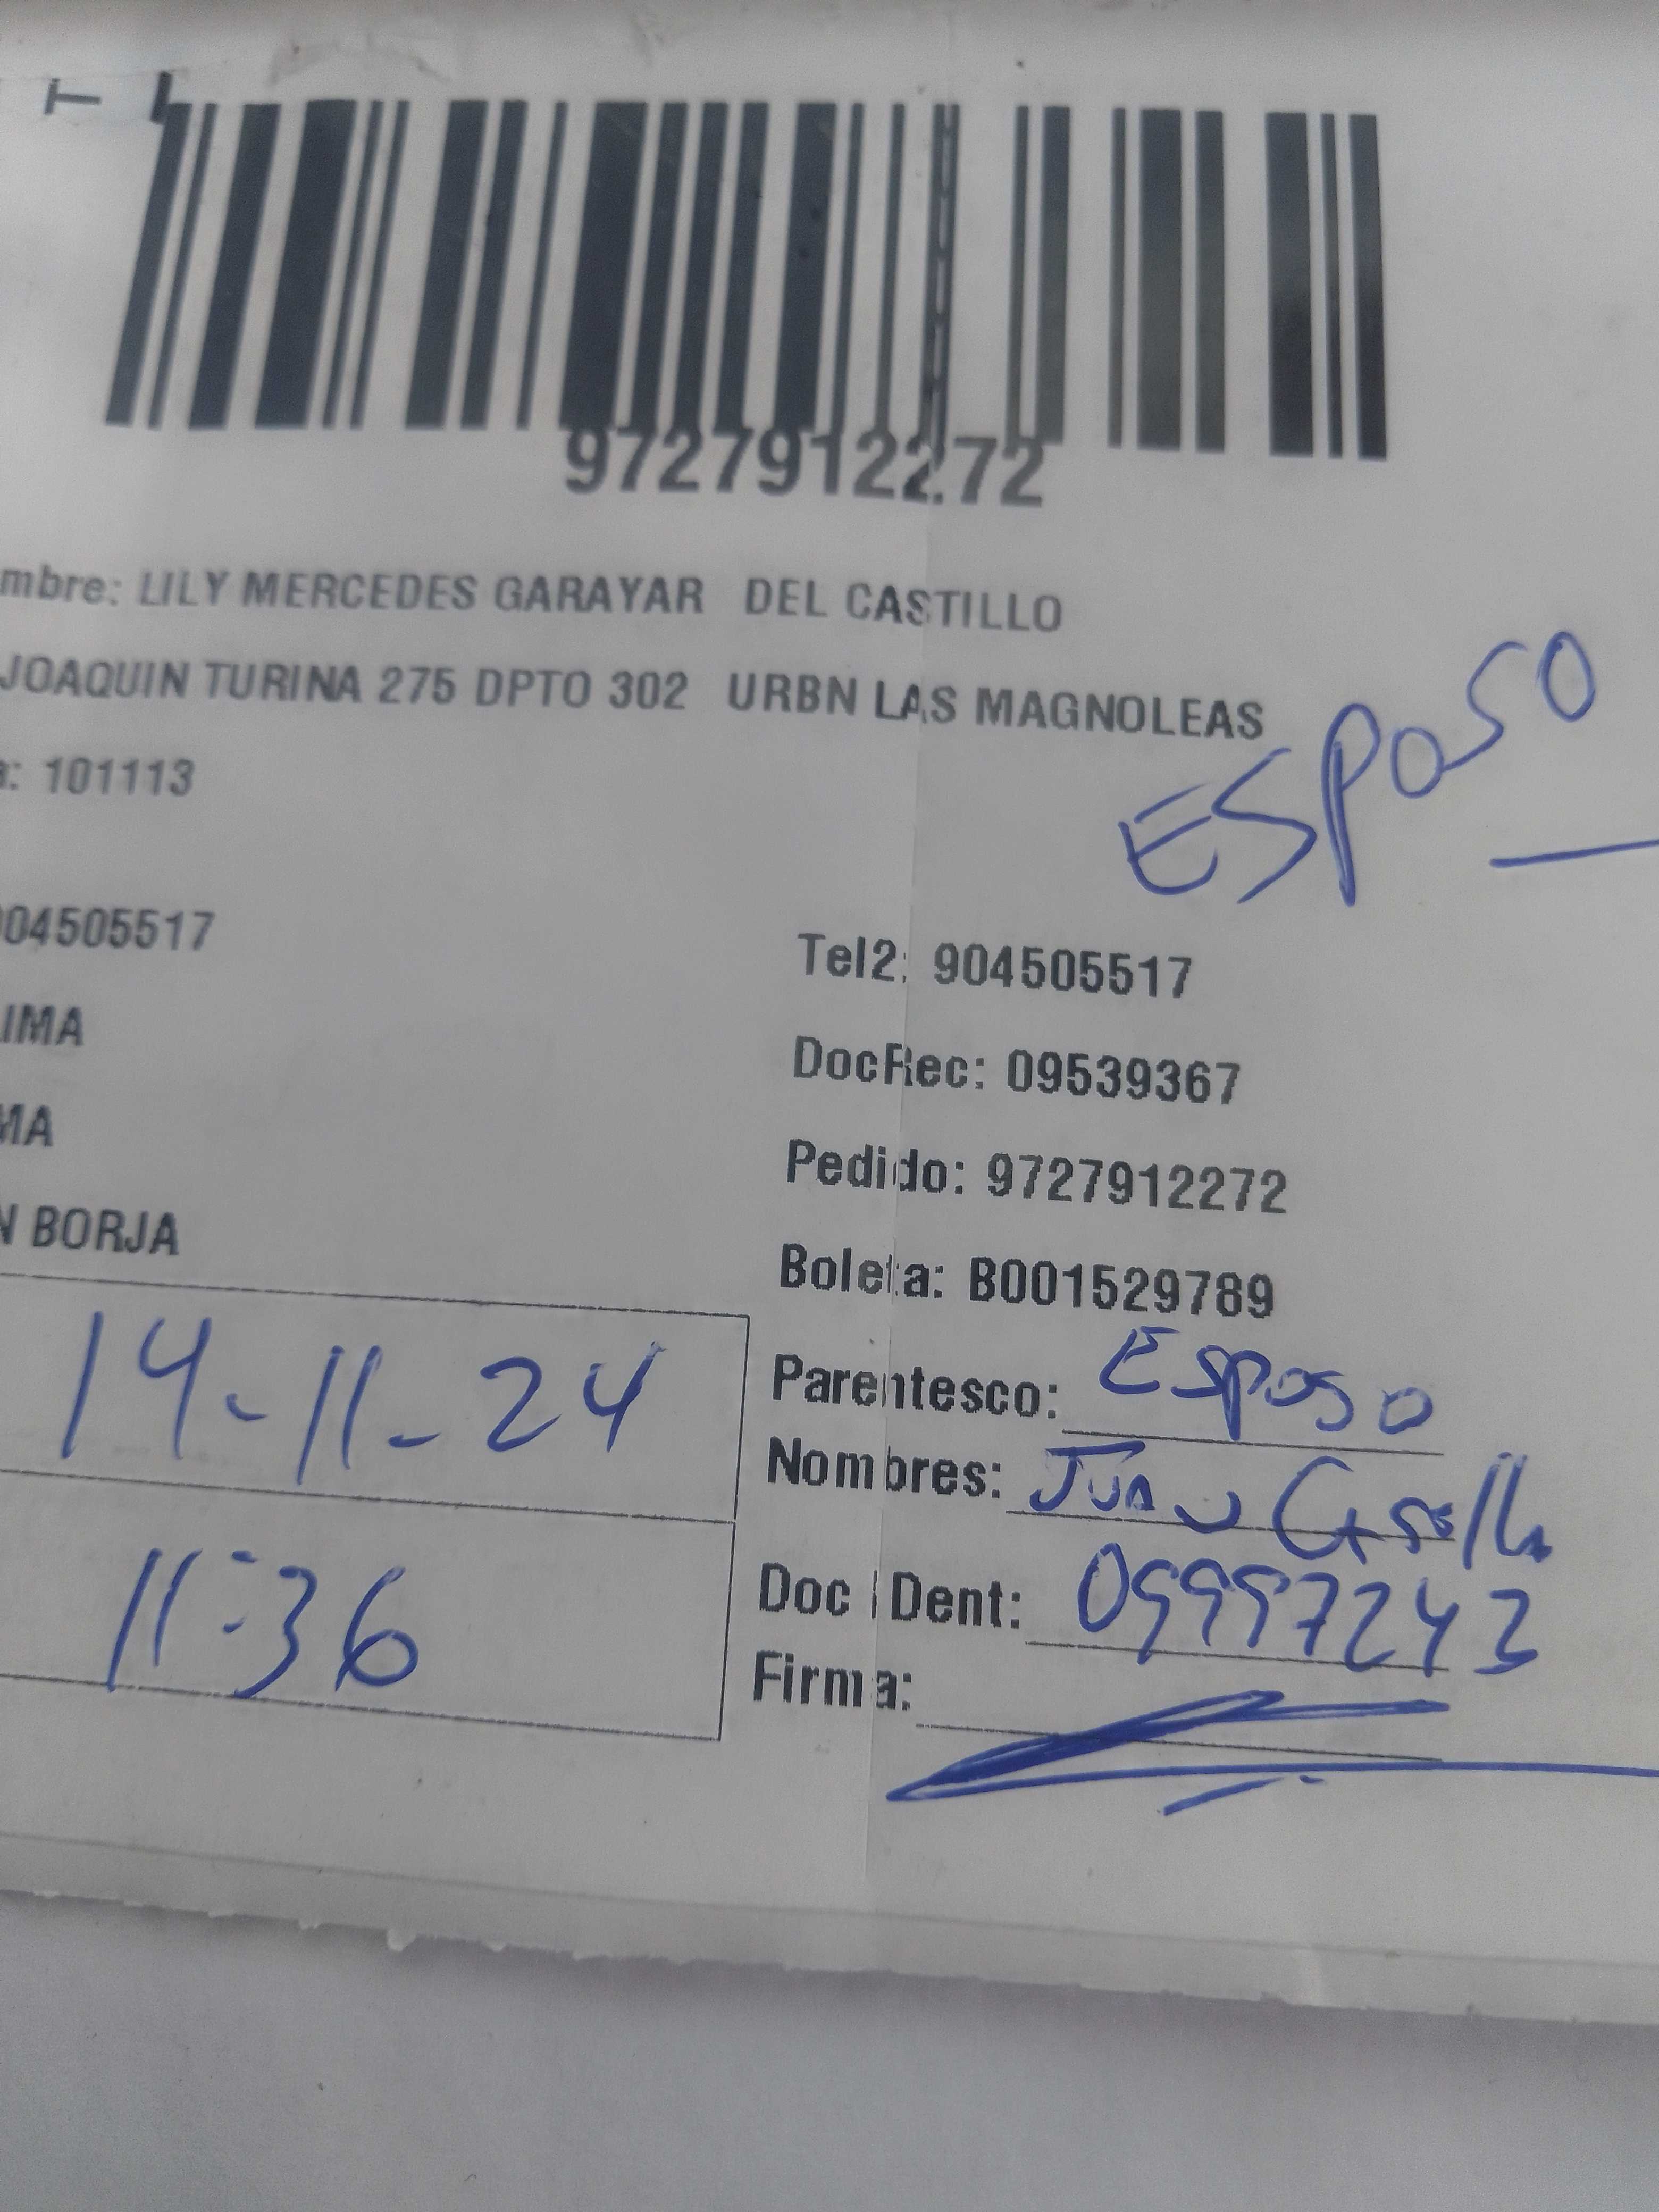 9727912272
mbre: LILY MERCEDES GARAYAR DEL CASTILLO
JOAQUIN TURINA 275 DPTO 302 URBN LAS MAGNOLEAS
a: 101113
ESPOSO
04505517
Tel2: 904505517
IMA
DocRec: 09539367
MA
Pedido: 9727912272
N BORJA
Boleta: B001529789
14-11-24
Parentesco: Esposo
Nombres: Juan
11:36
Doc Dent: 09997243
Firma: